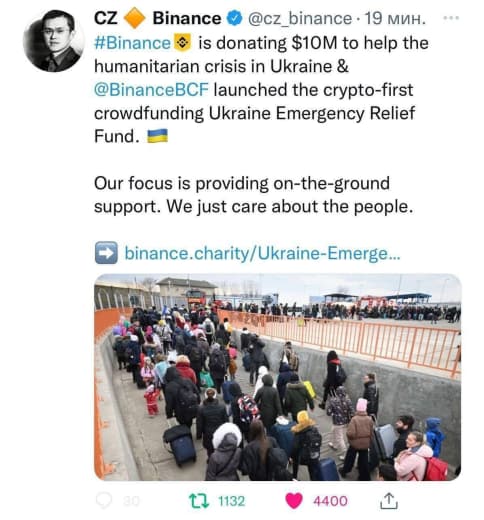 CZ 🔶 Binance @cz_binance · 19 мин.
#Binance is donating $10M to help the
humanitarian crisis in Ukraine &
@BinanceBCF launched the crypto-first
crowdfunding Ukraine Emergency Relief
Fund. 🇺🇦
Our focus is providing on-the-ground
support. We just care about the people.
➡️ binance.charity/Ukraine-Emerge...
80 1132 4400